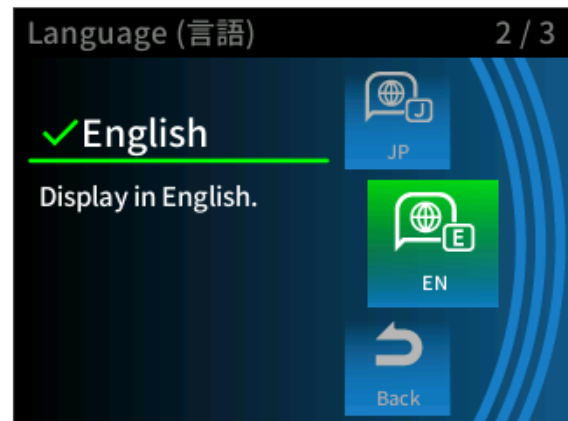 Language (言語) 2 / 3
✓English
Display in English.
J
JP
E
EN
Back